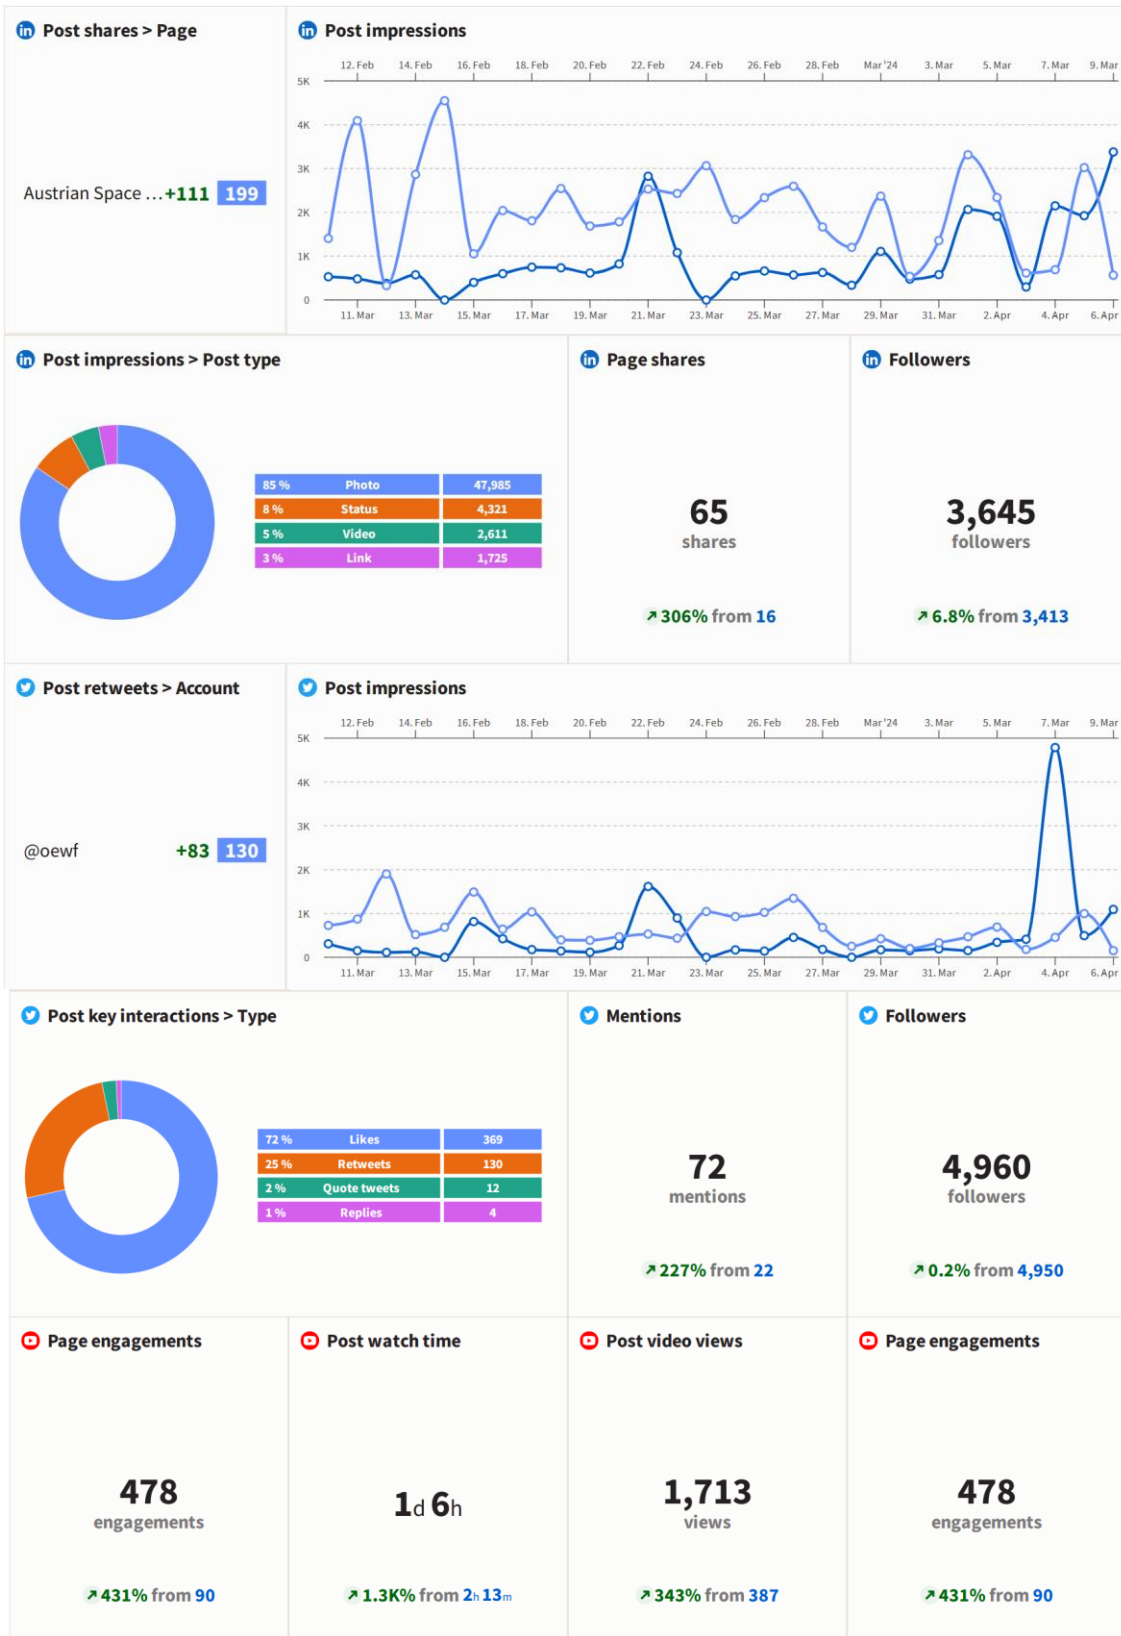 Post shares > Page
Austrian Space ... +111 199
Post impressions
12. Feb 14. Feb 16. Feb 18. Feb 20. Feb 22. Feb 24. Feb 26. Feb 28. Feb Mar '24 3. Mar 5. Mar 7. Mar 9. Mar
5K
4K
3K
2K
1K
0
11. Mar 13. Mar 15. Mar 17. Mar 19. Mar 21. Mar 23. Mar 25. Mar 27. Mar 29. Mar 31. Mar 2. Apr 4. Apr 6. Apr
Post impressions > Post type
85 % Photo 47,985
8 % Status 4,321
5 % Video 2,611
3 % Link 1,725
Page shares
65
shares
306% from 16
Followers
3,645
followers
6.8% from 3,413
Post retweets > Account
@oewf +83 130
Post impressions
12. Feb 14. Feb 16. Feb 18. Feb 20. Feb 22. Feb 24. Feb 26. Feb 28. Feb Mar '24 3. Mar 5. Mar 7. Mar 9. Mar
5K
4K
3K
2K
1K
0
11. Mar 13. Mar 15. Mar 17. Mar 19. Mar 21. Mar 23. Mar 25. Mar 27. Mar 29. Mar 31. Mar 2. Apr 4. Apr 6. Apr
Post key interactions > Type
72 % Likes 369
25 % Retweets 130
2 % Quote tweets 12
1 % Replies 4
Mentions
72
mentions
227% from 22
Followers
4,960
followers
0.2% from 4,950
Page engagements
478
engagements
431% from 90
Post watch time
1d 6h
1.3K% from 2h 13m
Post video views
1,713
views
343% from 387
Page engagements
478
engagements
431% from 90